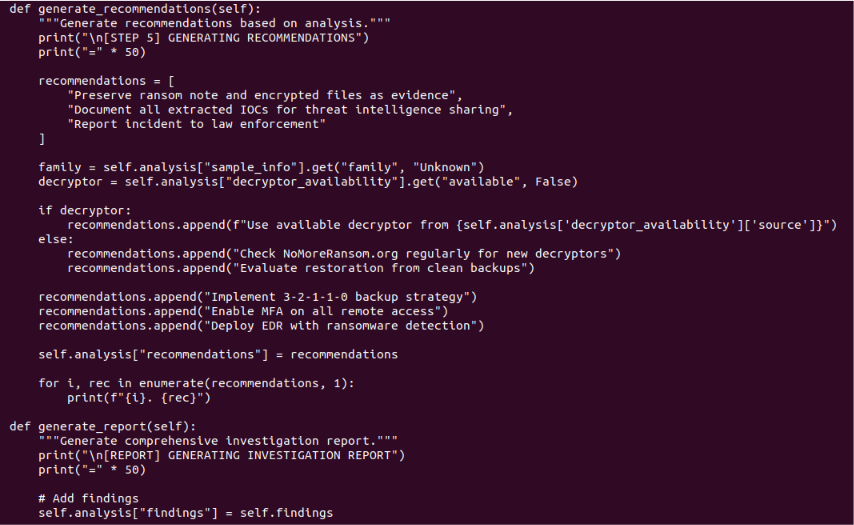 def generate_recommendations(self):
    """Generate recommendations based on analysis."""
    print("\n[STEP 5] GENERATING RECOMMENDATIONS")
    print("=" * 50)

    recommendations = [
        "Preserve ransom note and encrypted files as evidence",
        "Document all extracted IOCs for threat intelligence sharing",
        "Report incident to law enforcement"
    ]

    family = self.analysis["sample_info"].get("family", "Unknown")
    decryptor = self.analysis["decryptor_availability"].get("available", False)

    if decryptor:
        recommendations.append(f"Use available decryptor from {self.analysis['decryptor_availability']['source']}")
    else:
        recommendations.append("Check NoMoreRansom.org regularly for new decryptors")
        recommendations.append("Evaluate restoration from clean backups")

    recommendations.append("Implement 3-2-1-1-0 backup strategy")
    recommendations.append("Enable MFA on all remote access")
    recommendations.append("Deploy EDR with ransomware detection")

    self.analysis["recommendations"] = recommendations

    for i, rec in enumerate(recommendations, 1):
        print(f"{i}. {rec}")

def generate_report(self):
    """Generate comprehensive investigation report."""
    print("\n[REPORT] GENERATING INVESTIGATION REPORT")
    print("=" * 50)

    # Add findings
    self.analysis["findings"] = self.findings